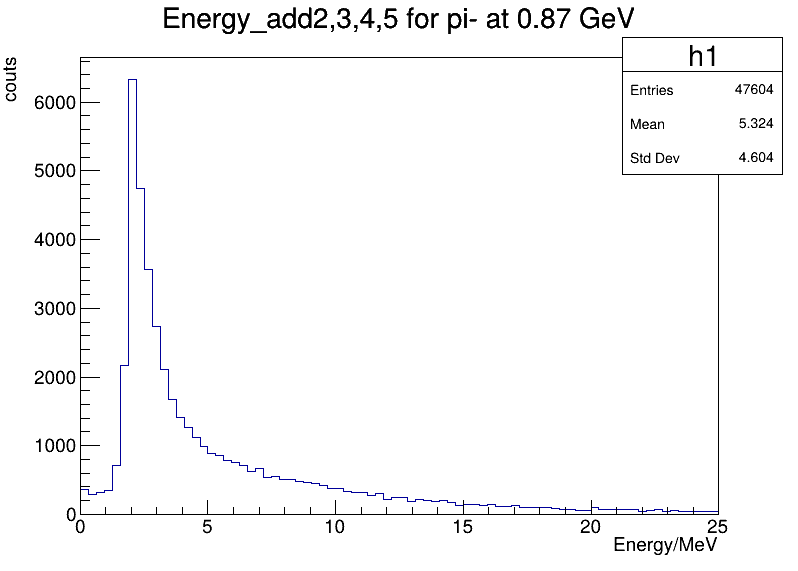 Energy_add2,3,4,5 for pi- at 0.87 GeV
couts
h1
Entries 47604
Mean 5.324
Std Dev 4.604
6000
5000
4000
3000
2000
1000
0
0 5 10 15 20 25
Energy/MeV